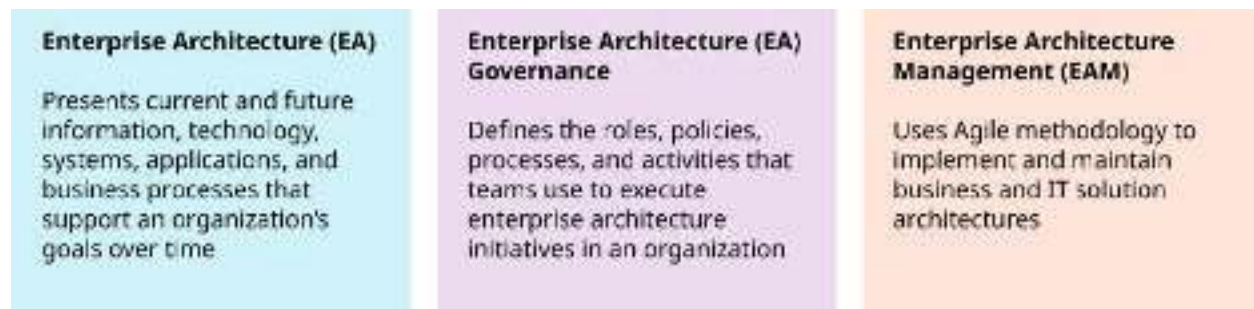 Enterprise Architecture (EA)
Presents current and future
information, technology,
systems, applications, and
business processes that
support an organization's
goals over time
Enterprise Architecture (EA)
Governance
Defines the roles, policies,
processes, and activities that
teams use to execute
enterprise architecture
initiatives in an organization
Enterprise Architecture
Management (EAM)
Uses Agile methodology to
implement and maintain
business and IT solution
architectures